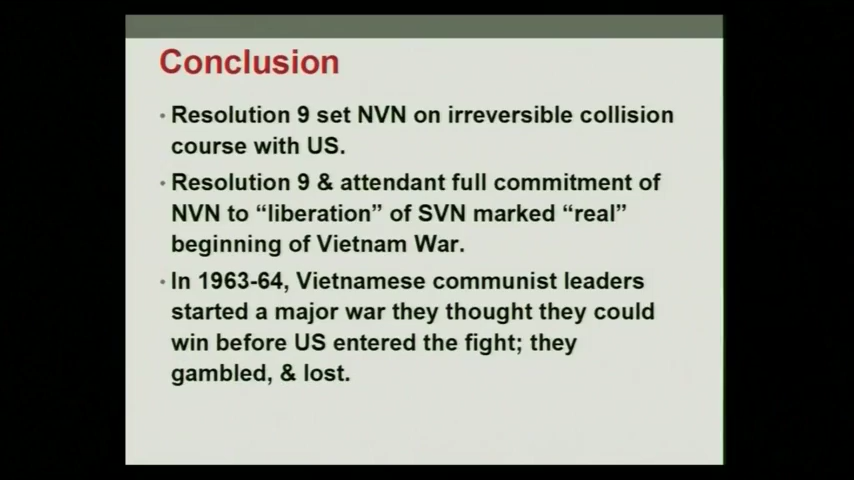 Conclusion
• Resolution 9 set NVN on irreversible collision
course with US.
• Resolution 9 & attendant full commitment of
NVN to “liberation” of SVN marked “real”
beginning of Vietnam War.
• In 1963-64, Vietnamese communist leaders
started a major war they thought they could
win before US entered the fight; they
gambled, & lost.